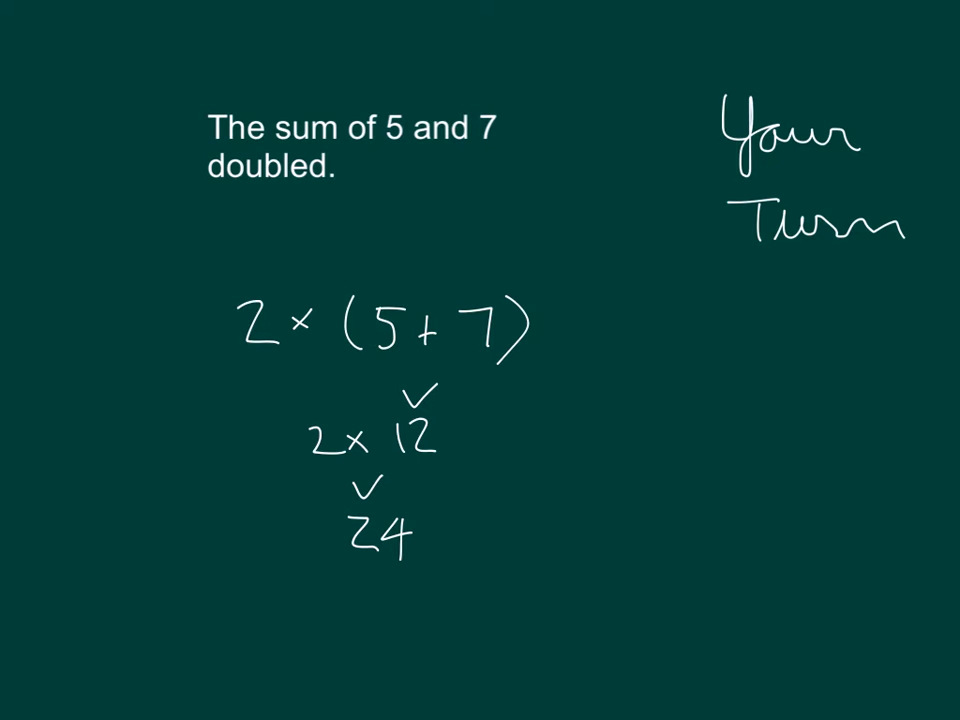 The sum of 5 and 7
doubled.
Your
Turn
2 × (5 + 7)
2 × 12
24